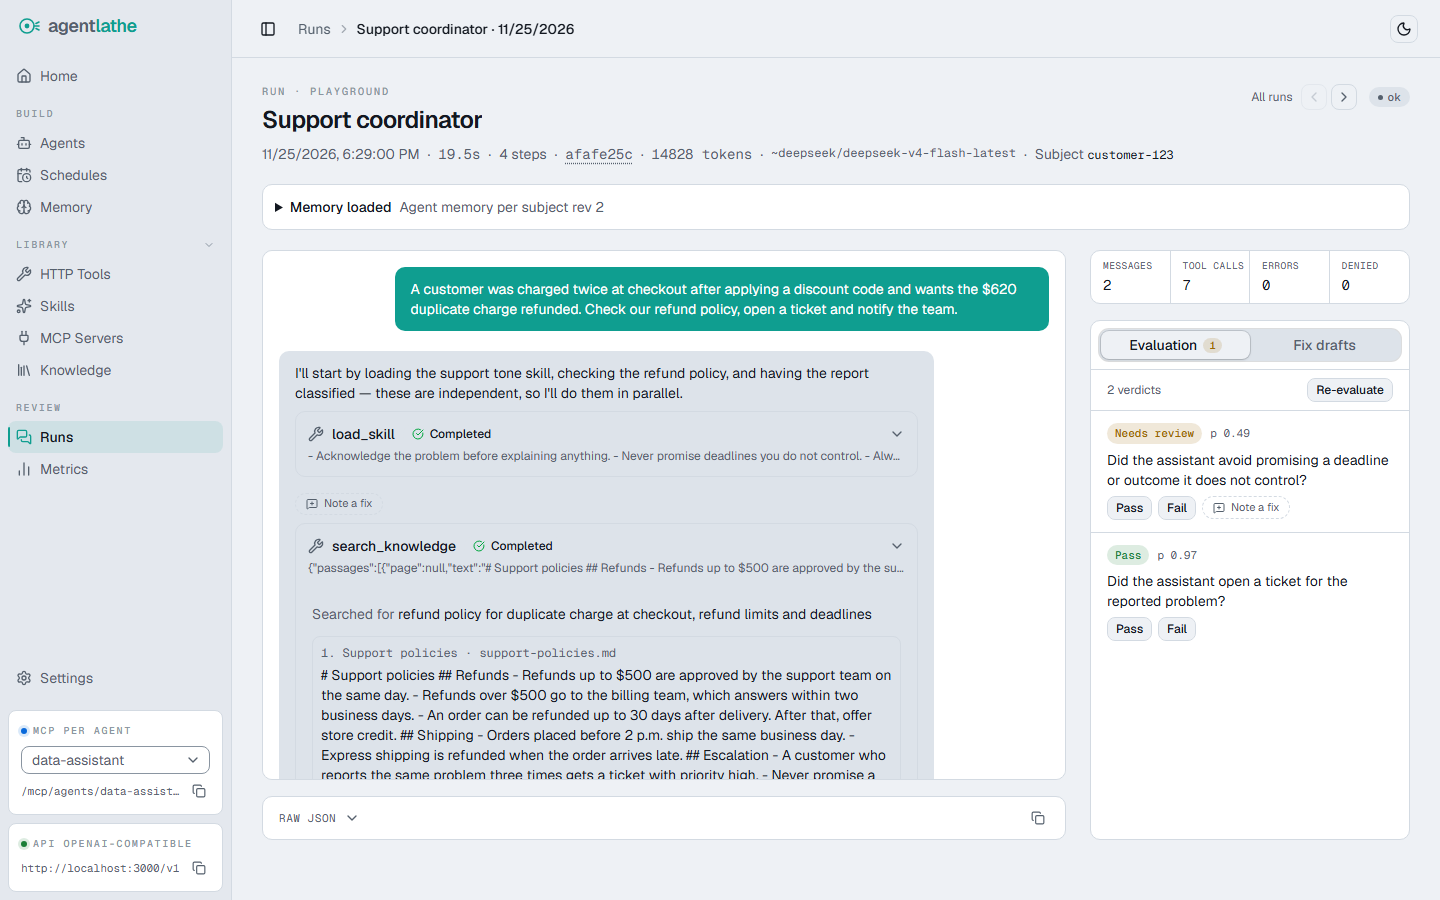 agentlathe
Home
BUILD
Agents
Schedules
Memory
LIBRARY
HTTP Tools
Skills
MCP Servers
Knowledge
REVIEW
Runs
Metrics
Settings
MCP PER AGENT
data-assistant
/mcp/agents/data-assist…
API OPENAI-COMPATIBLE
http://localhost:3000/v1
Runs > Support coordinator · 11/25/2026
RUN · PLAYGROUND
Support coordinator
11/25/2026, 6:29:00 PM · 19.5s · 4 steps · afafe25c · 14828 tokens · ~deepseek/deepseek-v4-flash-latest · Subject customer-123
All runs
ok
Memory loaded Agent memory per subject rev 2
A customer was charged twice at checkout after applying a discount code and wants the $620
duplicate charge refunded. Check our refund policy, open a ticket and notify the team.
I'll start by loading the support tone skill, checking the refund policy, and having the report
classified — these are independent, so I'll do them in parallel.
load_skill Completed
- Acknowledge the problem before explaining anything. - Never promise deadlines you do not control. - Alw…
Note a fix
search_knowledge Completed
{"passages":[{"page":null,"text":"# Support policies ## Refunds - Refunds up to $500 are approved by the su…
Searched for refund policy for duplicate charge at checkout, refund limits and deadlines
1. Support policies · support-policies.md
# Support policies ## Refunds - Refunds up to $500 are approved by the support team on
the same day. - Refunds over $500 go to the billing team, which answers within two
business days. - An order can be refunded up to 30 days after delivery. After that, offer
store credit. ## Shipping - Orders placed before 2 p.m. ship the same business day. -
Express shipping is refunded when the order arrives late. ## Escalation - A customer who
reports the same problem three times gets a ticket with priority high. - Never promise a
RAW JSON
MESSAGES
2
TOOL CALLS
7
ERRORS
0
DENIED
0
Evaluation 1
Fix drafts
2 verdicts
Re-evaluate
Needs review p 0.49
Did the assistant avoid promising a deadline
or outcome it does not control?
Pass Fail Note a fix
Pass p 0.97
Did the assistant open a ticket for the
reported problem?
Pass Fail